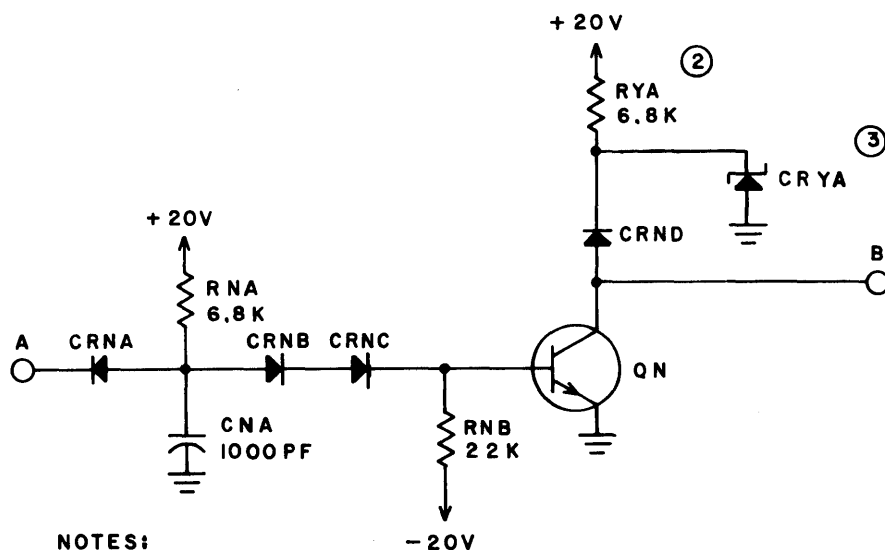 +20V
②
RYA
6.8K
③
CRYA
+20V
CRND
B
RNA
6.8K
A
CRNA
CRNB
CRNC
QN
CNA
1000PF
RNB
22K
NOTES:
-20V